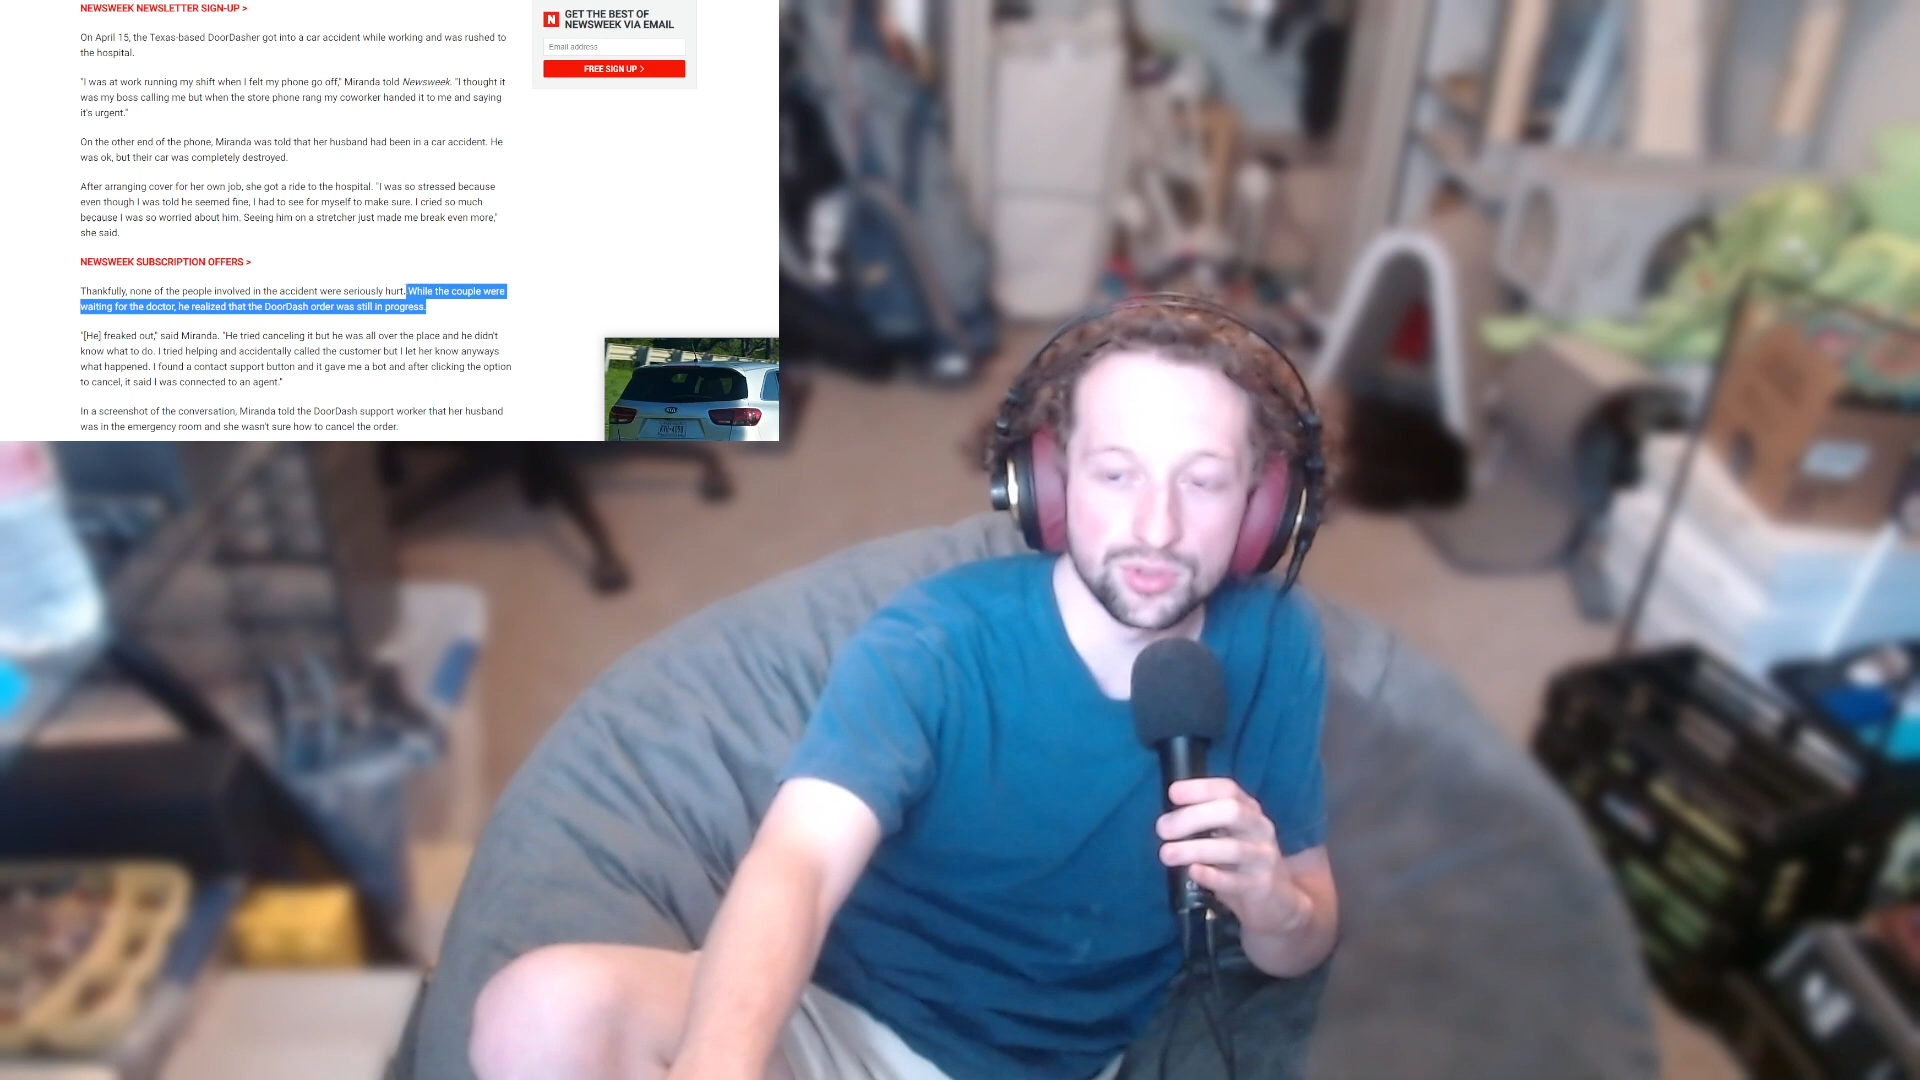 NEWSWEEK NEWSLETTER SIGN-UP >
On April 15, the Texas-based DoorDasher got into a car accident while working and was rushed to
the hospital.
"I was at work running my shift when I felt my phone go off," Miranda told Newsweek. "I thought it
was my boss calling me but when the store phone rang my coworker handed it to me and saying
it's urgent."
On the other end of the phone, Miranda was told that her husband had been in a car accident. He
was ok, but their car was completely destroyed.
After arranging cover for her own job, she got a ride to the hospital. "I was so stressed because
even though I was told he seemed fine, I had to see for myself to make sure. I cried so much
because I was so worried about him. Seeing him on a stretcher just made me break even more,"
she said.
NEWSWEEK SUBSCRIPTION OFFERS >
Thankfully, none of the people involved in the accident were seriously hurt. While the couple were
waiting for the doctor, he realized that the DoorDash order was still in progress.
"[He] freaked out," said Miranda. "He tried canceling it but he was all over the place and he didn't
know what to do. I tried helping and accidentally called the customer but I let her know anyways
what happened. I found a contact support button and it gave me a bot and after clicking the option
to cancel, it said I was connected to an agent."
In a screenshot of the conversation, Miranda told the DoorDash support worker that her husband
was in the emergency room and she wasn't sure how to cancel the order.
N
GET THE BEST OF
NEWSWEEK VIA EMAIL
Email address
FREE SIGN UP >
KIA